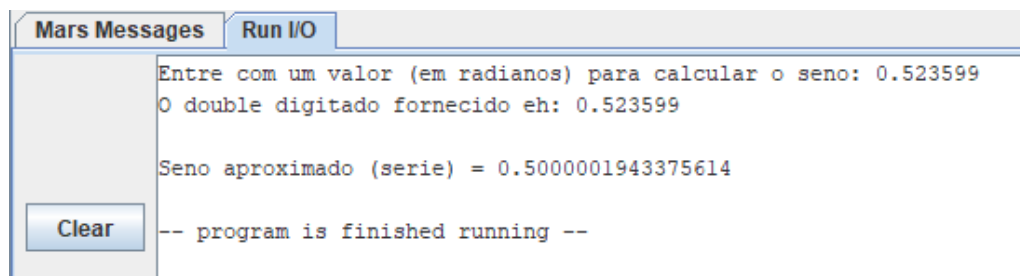 Mars Messages Run I/O
Entre com um valor (em radianos) para calcular o seno: 0.523599
O double digitado fornecido eh: 0.523599
Seno aproximado (serie) = 0.5000001943375614
Clear
-- program is finished running --